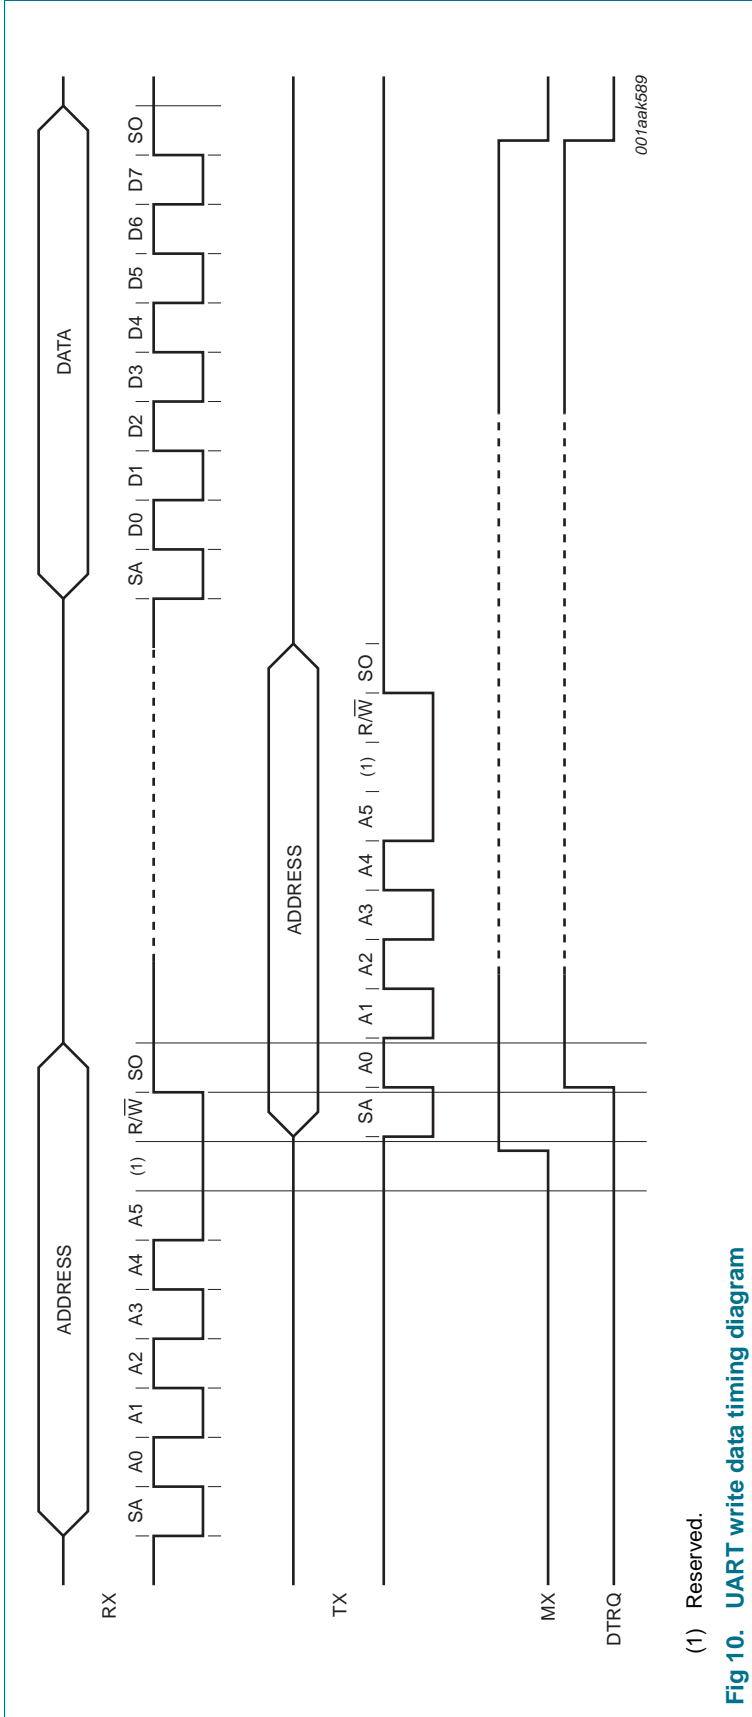 ADDRESS DATA
SA A0 A1 A2 A3 A4 A5 (1) R/W̅ SO SA D0 D1 D2 D3 D4 D5 D6 D7 SO
RX
ADDRESS
SA A0 A1 A2 A3 A4 A5 (1) R/W̅ SO
TX
MX
DTRQ
001aak589
(1) Reserved.
Fig 10. UART write data timing diagram